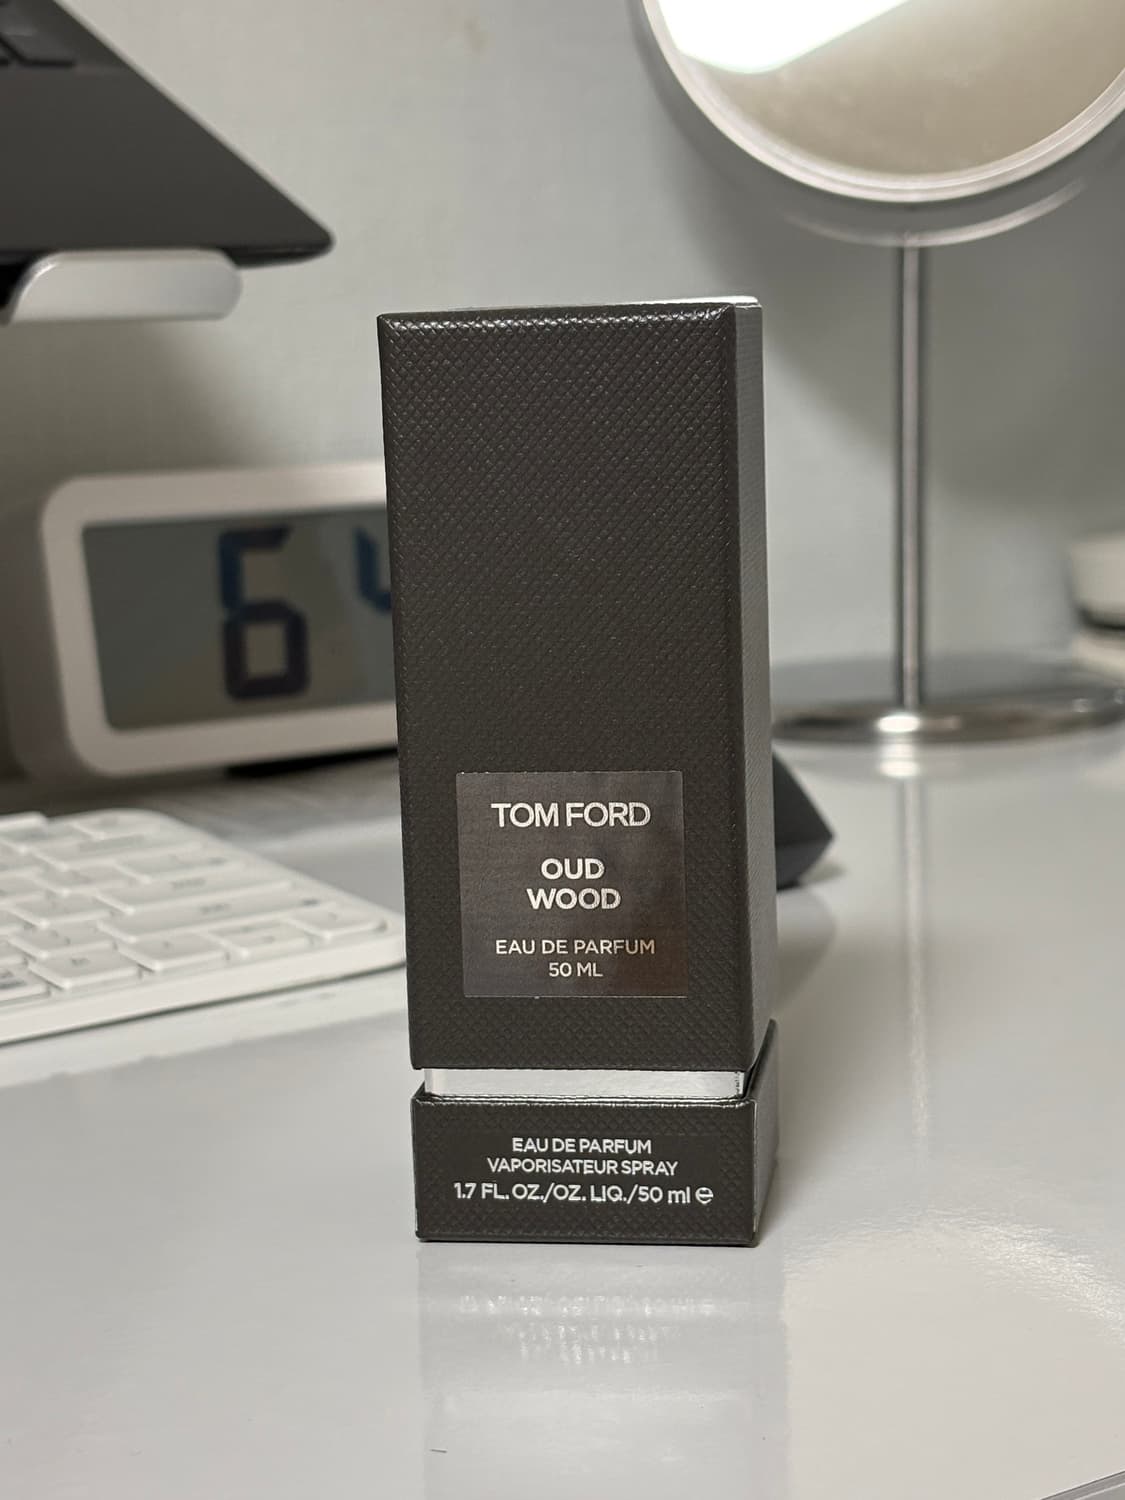 6
TOM FORD
OUD
WOOD
EAU DE PARFUM
50 ML
EAU DE PARFUM
VAPORISATEUR SPRAY
1.7 FL. OZ./OZ. LIQ./50 ml ℮